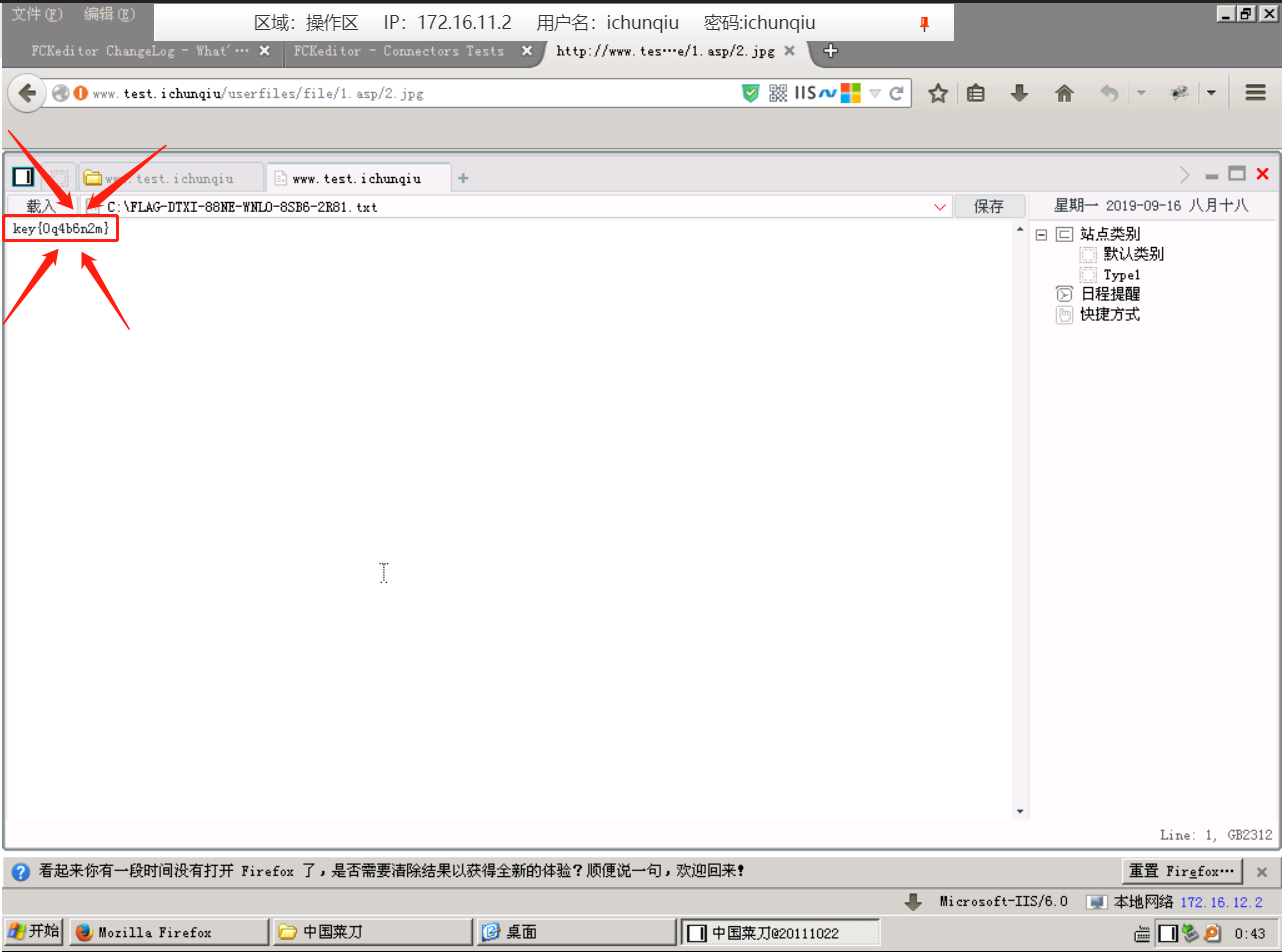 文件(F) 编辑(E)
区域：操作区 IP：172.16.11.2 用户名：ichunqiu 密码:ichunqiu
FCKeditor ChangeLog - What'… FCKeditor - Connectors Tests http://www.tes…e/1.asp/2.jpg
www.test.ichunqiu/userfiles/file/1.asp/2.jpg IIS
www.test.ichunqiu www.test.ichunqiu
载入 C:\FLAG-DTXI-88NE-WNLO-8SB6-2R81.txt 保存 星期一 2019-09-16 八月十八
key{0q4b6n2m}
站点类别
默认类别
Type1
日程提醒
快捷方式
Line: 1, GB2312
看起来你有一段时间没有打开 Firefox 了，是否需要清除结果以获得全新的体验？顺便说一句，欢迎回来！ 重置 Firefox…
Microsoft-IIS/6.0 本地网络 172.16.12.2
开始 Mozilla Firefox 中国菜刀 桌面 中国菜刀@20111022 0:43